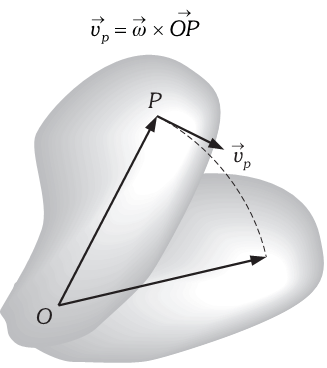 v⃗ₚ = ω⃗ × OP⃗
P
v⃗ₚ
O